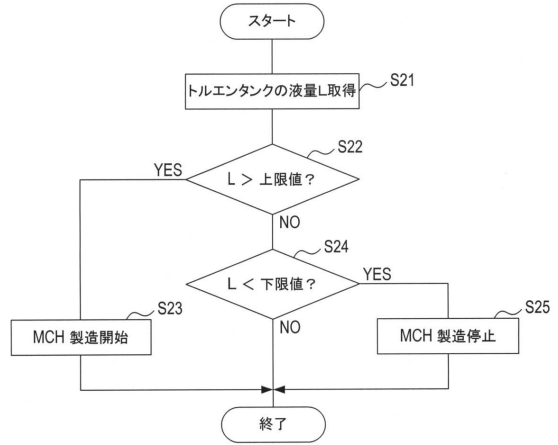 スタート
トルエンタンクの液量L取得
S21
L > 上限値？
S22
YES
NO
L < 下限値？
S24
YES
NO
MCH 製造開始
S23
MCH 製造停止
S25
終了